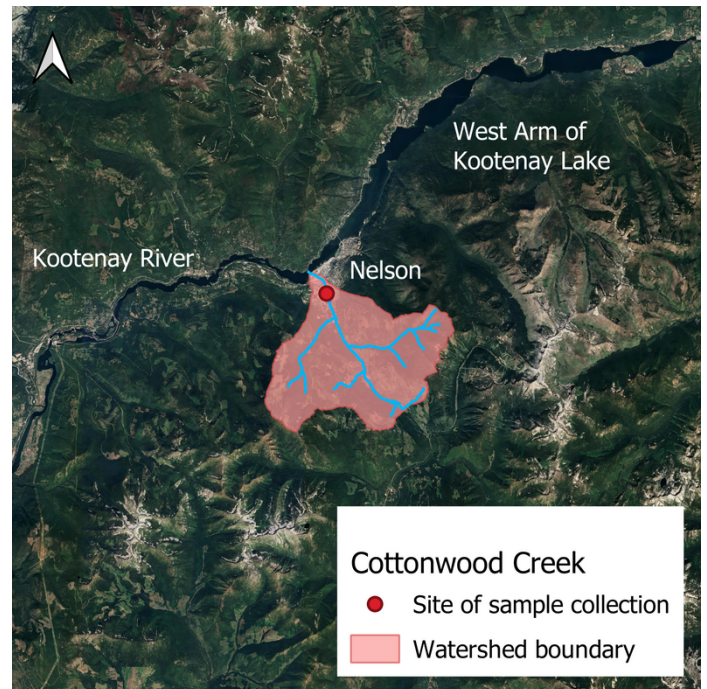 West Arm of
Kootenay Lake
Kootenay River
Nelson
Cottonwood Creek
Site of sample collection
Watershed boundary